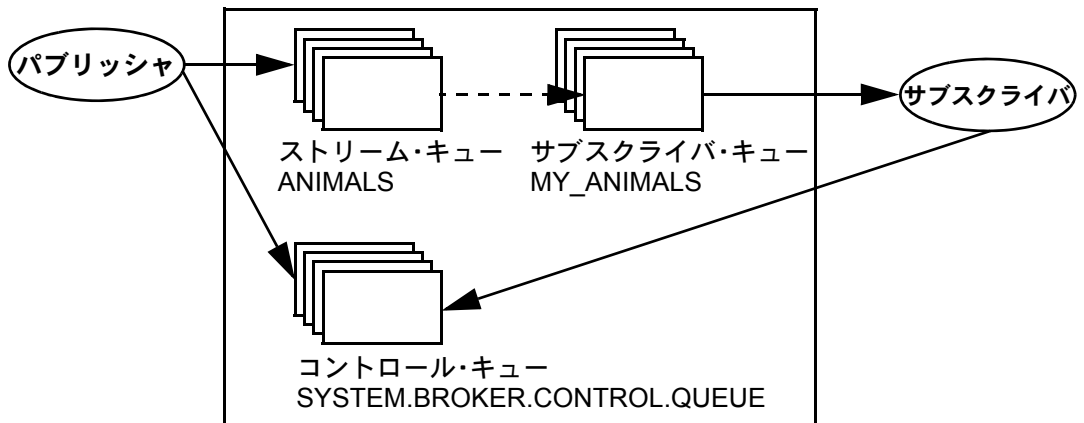 パブリッシャ
サブスクライバ
ストリーム・キュー
ANIMALS
サブスクライバ・キュー
MY_ANIMALS
コントロール・キュー
SYSTEM.BROKER.CONTROL.QUEUE